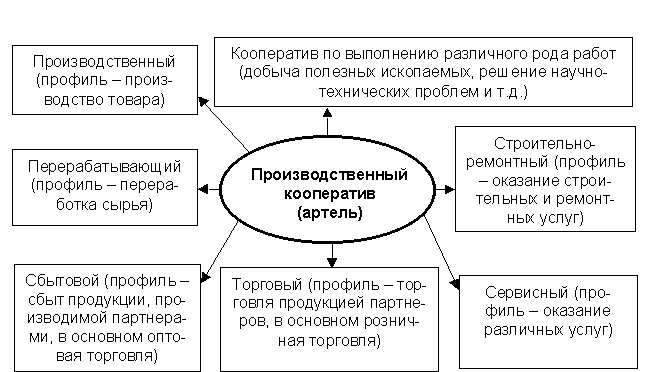 Производственный
(профиль – произ-
водство товара)
Кооператив по выполнению различного рода работ
(добыча полезных ископаемых, решение научно-
технических проблем и т.д.)
Перерабатывающий
(профиль – перера-
ботка сырья)
Производственный
кооператив
(артель)
Строительно-
ремонтный (профиль
– оказание строи-
тельных и ремонт-
ных услуг)
Сбытовой (профиль –
сбыт продукции, про-
изводимой партнера-
ми, в основном опто-
вая торговля)
Торговый (профиль – тор-
говля продукцией партне-
ров, в основном рознич-
ная торговля)
Сервисный (про-
филь – оказание
различных услуг)